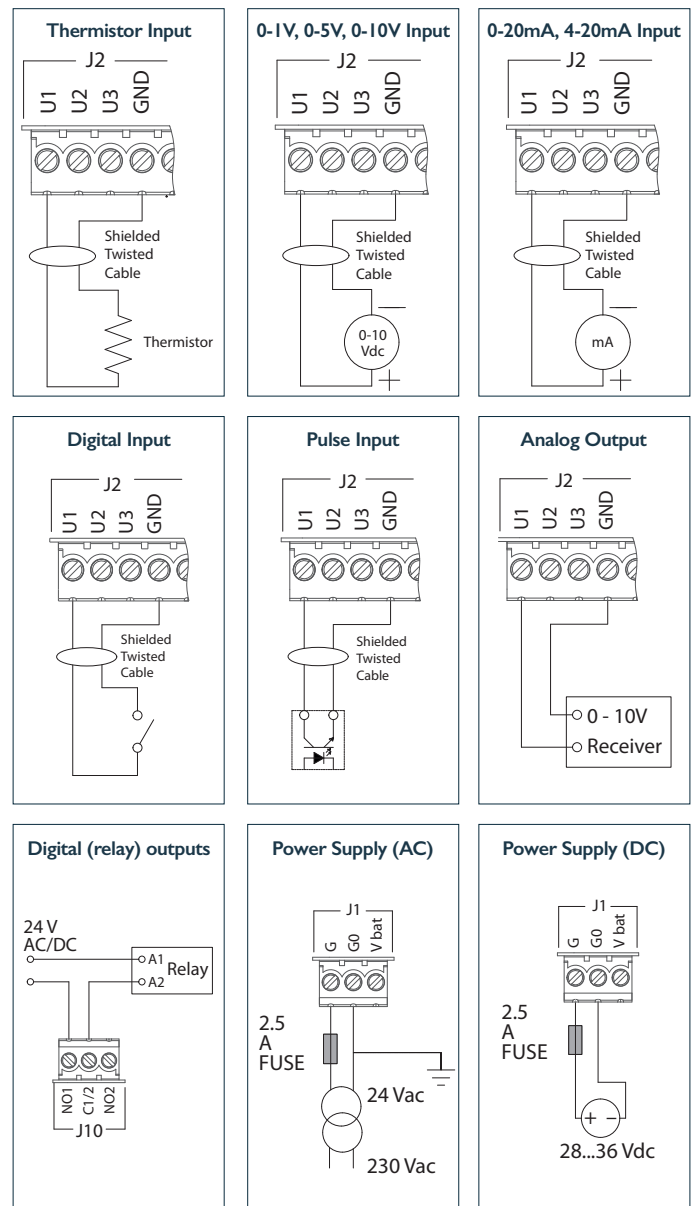 Thermistor Input
J2
U1
U2
U3
GND
Shielded
Twisted
Cable
Thermistor
0-1V, 0-5V, 0-10V Input
J2
U1
U2
U3
GND
Shielded
Twisted
Cable
0-10
Vdc
0-20mA, 4-20mA Input
J2
U1
U2
U3
GND
Shielded
Twisted
Cable
mA
Digital Input
J2
U1
U2
U3
GND
Shielded
Twisted
Cable
Pulse Input
J2
U1
U2
U3
GND
Shielded
Twisted
Cable
Analog Output
J2
U1
U2
U3
GND
0 - 10V
Receiver
Digital (relay) outputs
24 V
AC/DC
A1
A2
Relay
NO1
C1/2
NO2
J10
Power Supply (AC)
J1
G
G0
V bat
2.5
A
FUSE
24 Vac
230 Vac
Power Supply (DC)
J1
G
G0
V bat
2.5
A
FUSE
28...36 Vdc